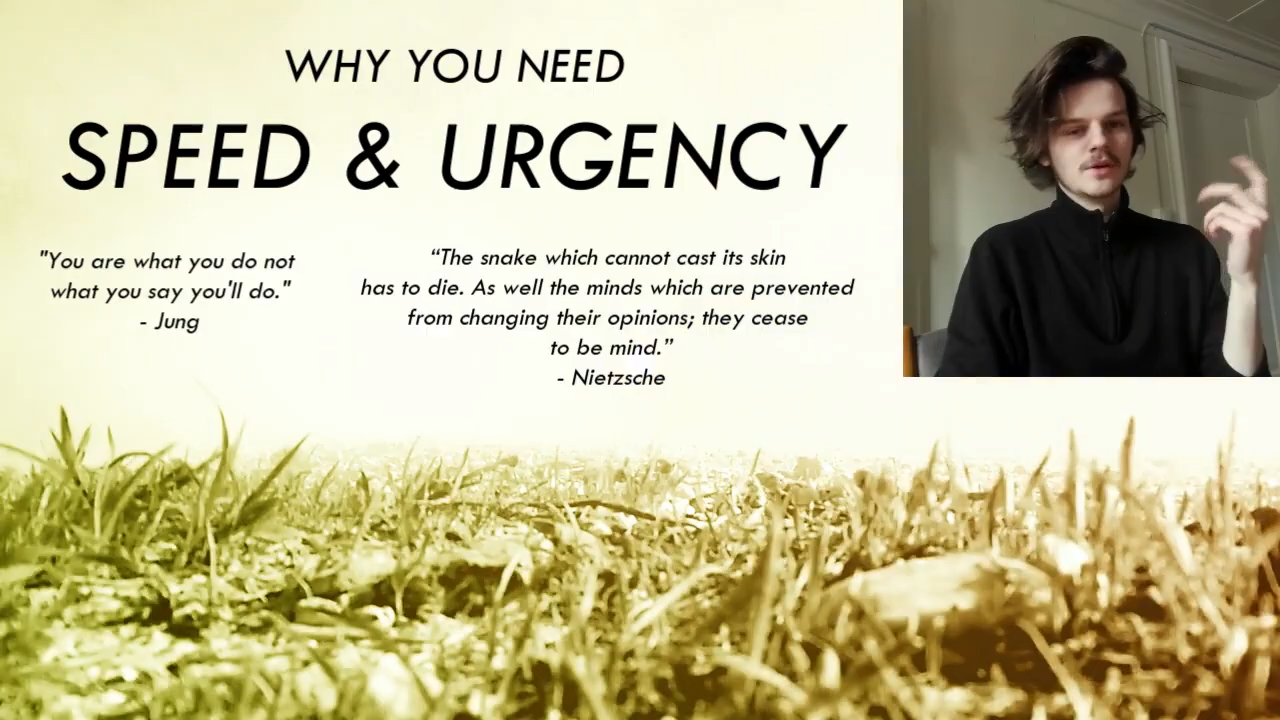 WHY YOU NEED
SPEED & URGENCY
"You are what you do not
what you say you'll do."
- Jung
“The snake which cannot cast its skin
has to die. As well the minds which are prevented
from changing their opinions; they cease
to be mind.”
- Nietzsche